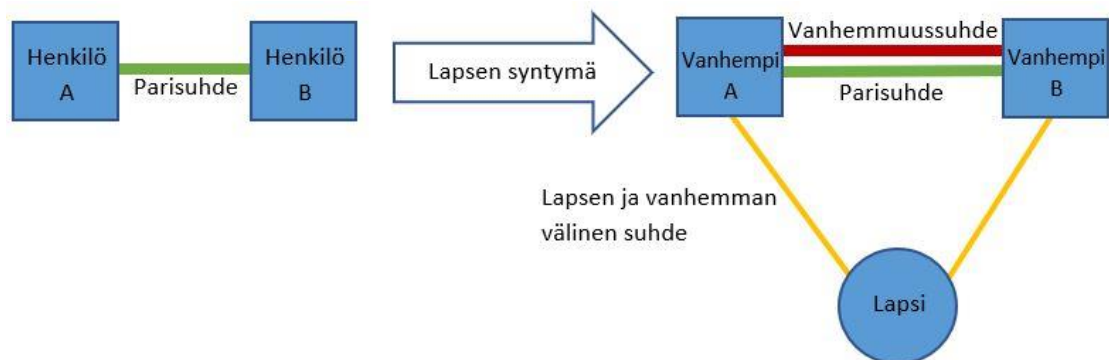 Henkilö
A
Parisuhde
Henkilö
B
Lapsen syntymä
Vanhempi
A
Vanhemmuussuhde
Parisuhde
Vanhempi
B
Lapsen ja vanhemman
välinen suhde
Lapsi